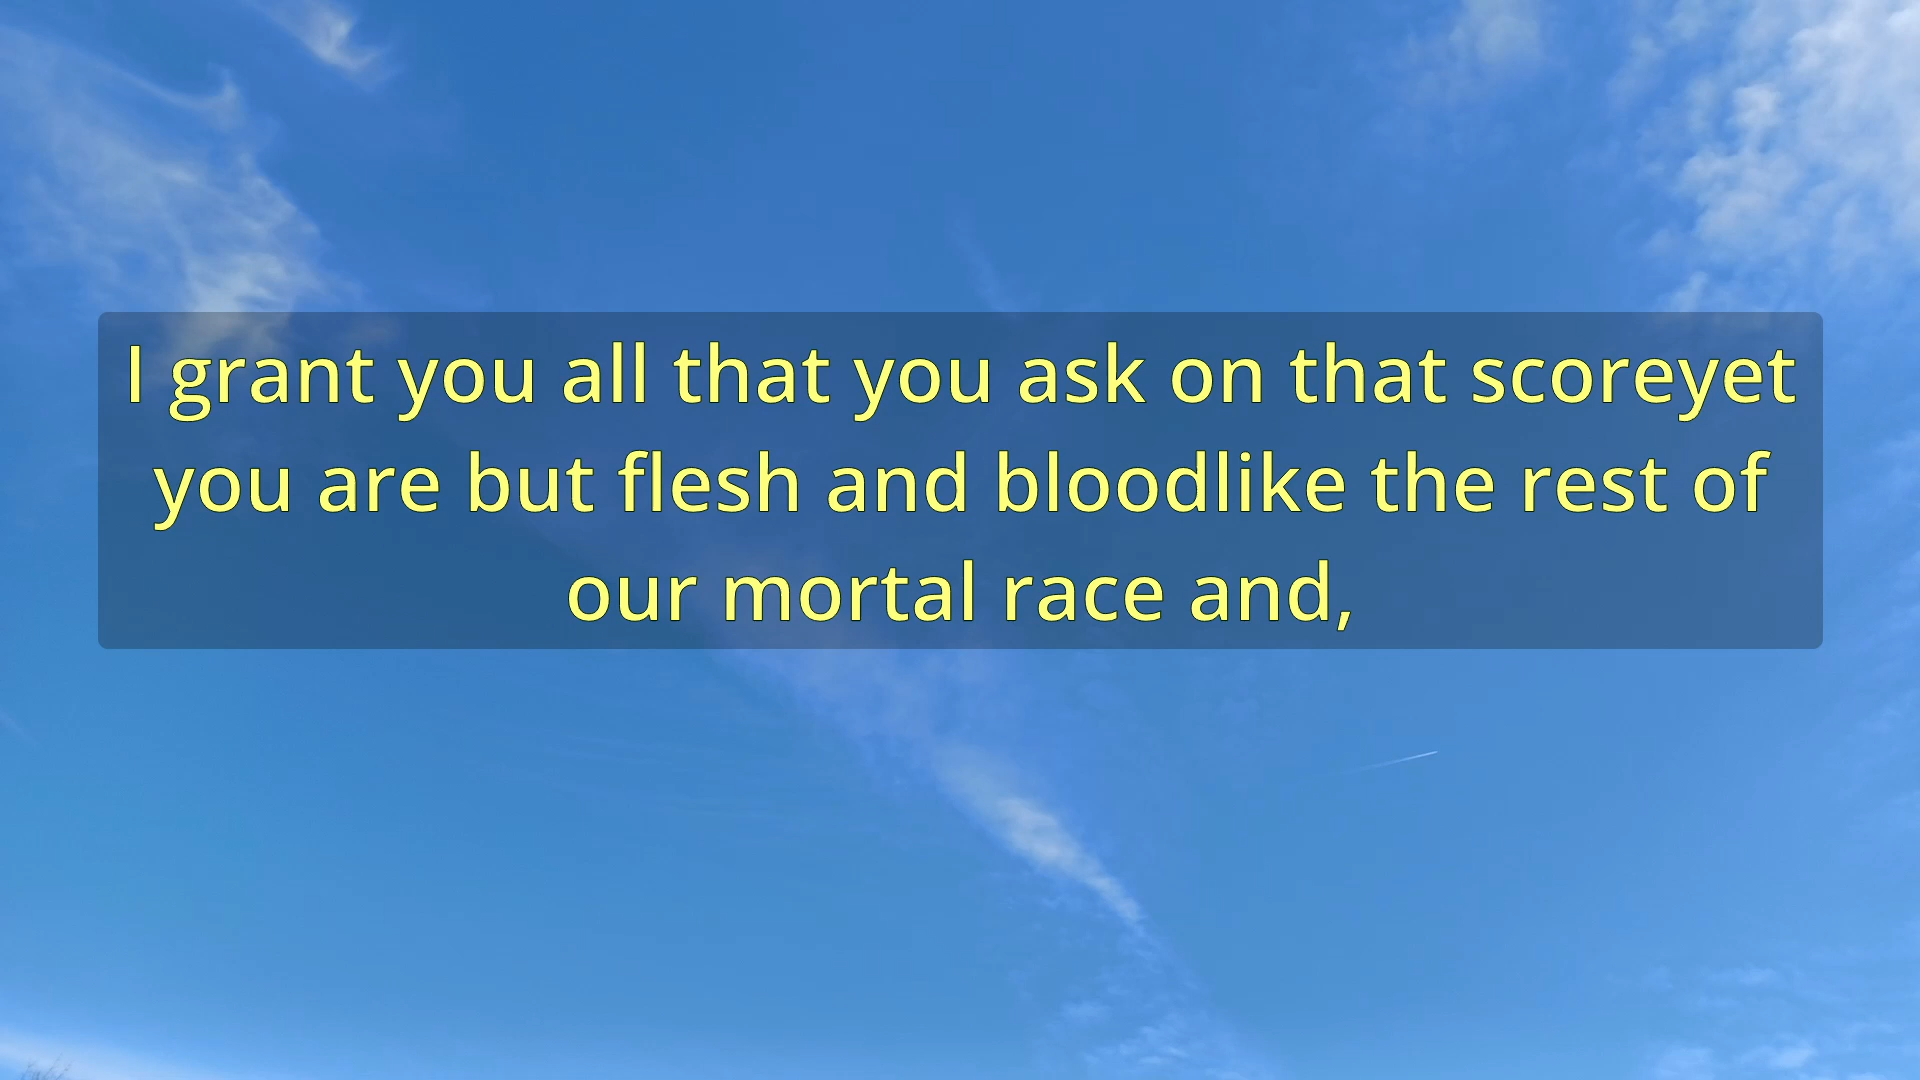 I grant you all that you ask on that scoreyet
you are but flesh and bloodlike the rest of
our mortal race and,